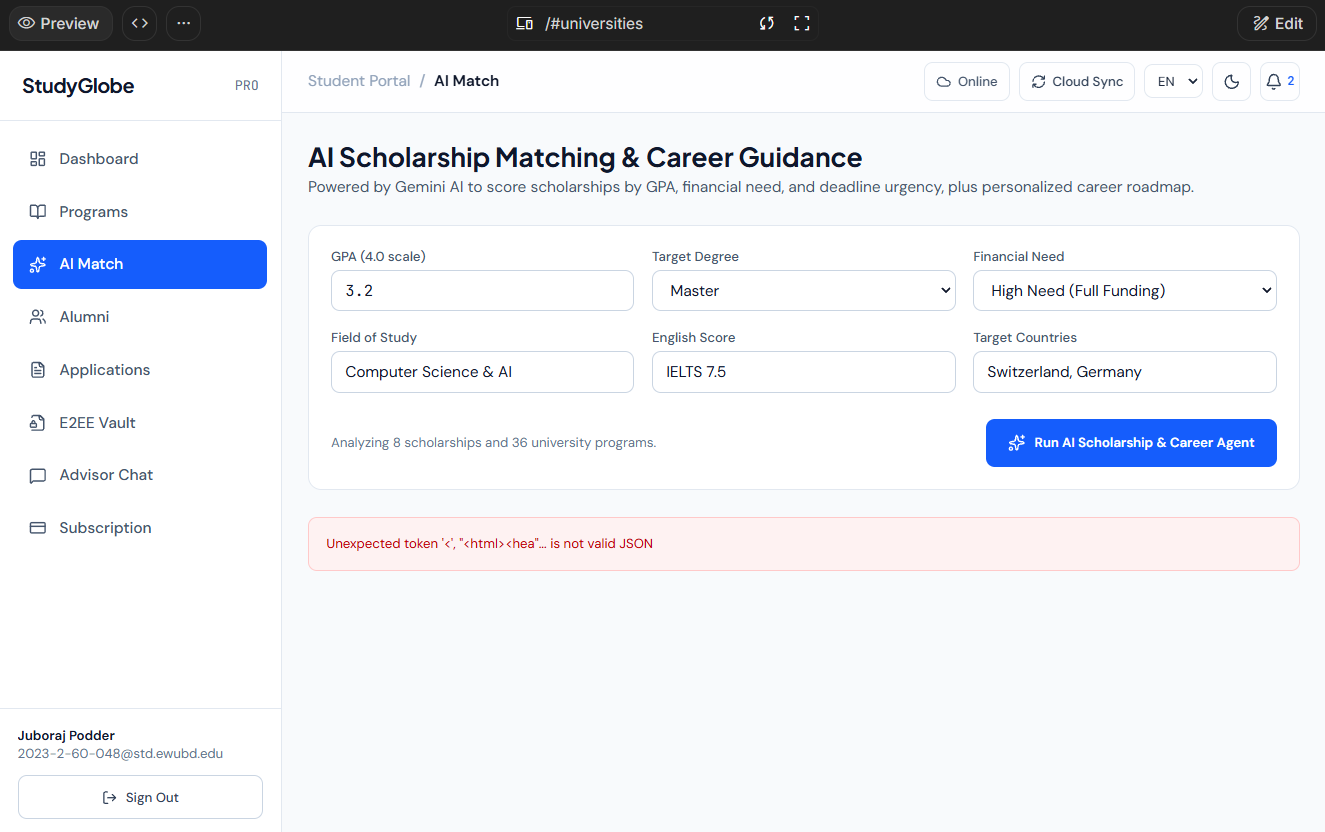 Preview
/#universities
Edit
StudyGlobe PRO
Student Portal / AI Match
Online
Cloud Sync
EN
2
Dashboard
Programs
AI Match
Alumni
Applications
E2EE Vault
Advisor Chat
Subscription
AI Scholarship Matching & Career Guidance
Powered by Gemini AI to score scholarships by GPA, financial need, and deadline urgency, plus personalized career roadmap.
GPA (4.0 scale)
3.2
Target Degree
Master
Financial Need
High Need (Full Funding)
Field of Study
Computer Science & AI
English Score
IELTS 7.5
Target Countries
Switzerland, Germany
Analyzing 8 scholarships and 36 university programs.
Run AI Scholarship & Career Agent
Unexpected token '<', "<html><hea"... is not valid JSON
Juboraj Podder
2023-2-60-048@std.ewubd.edu
Sign Out